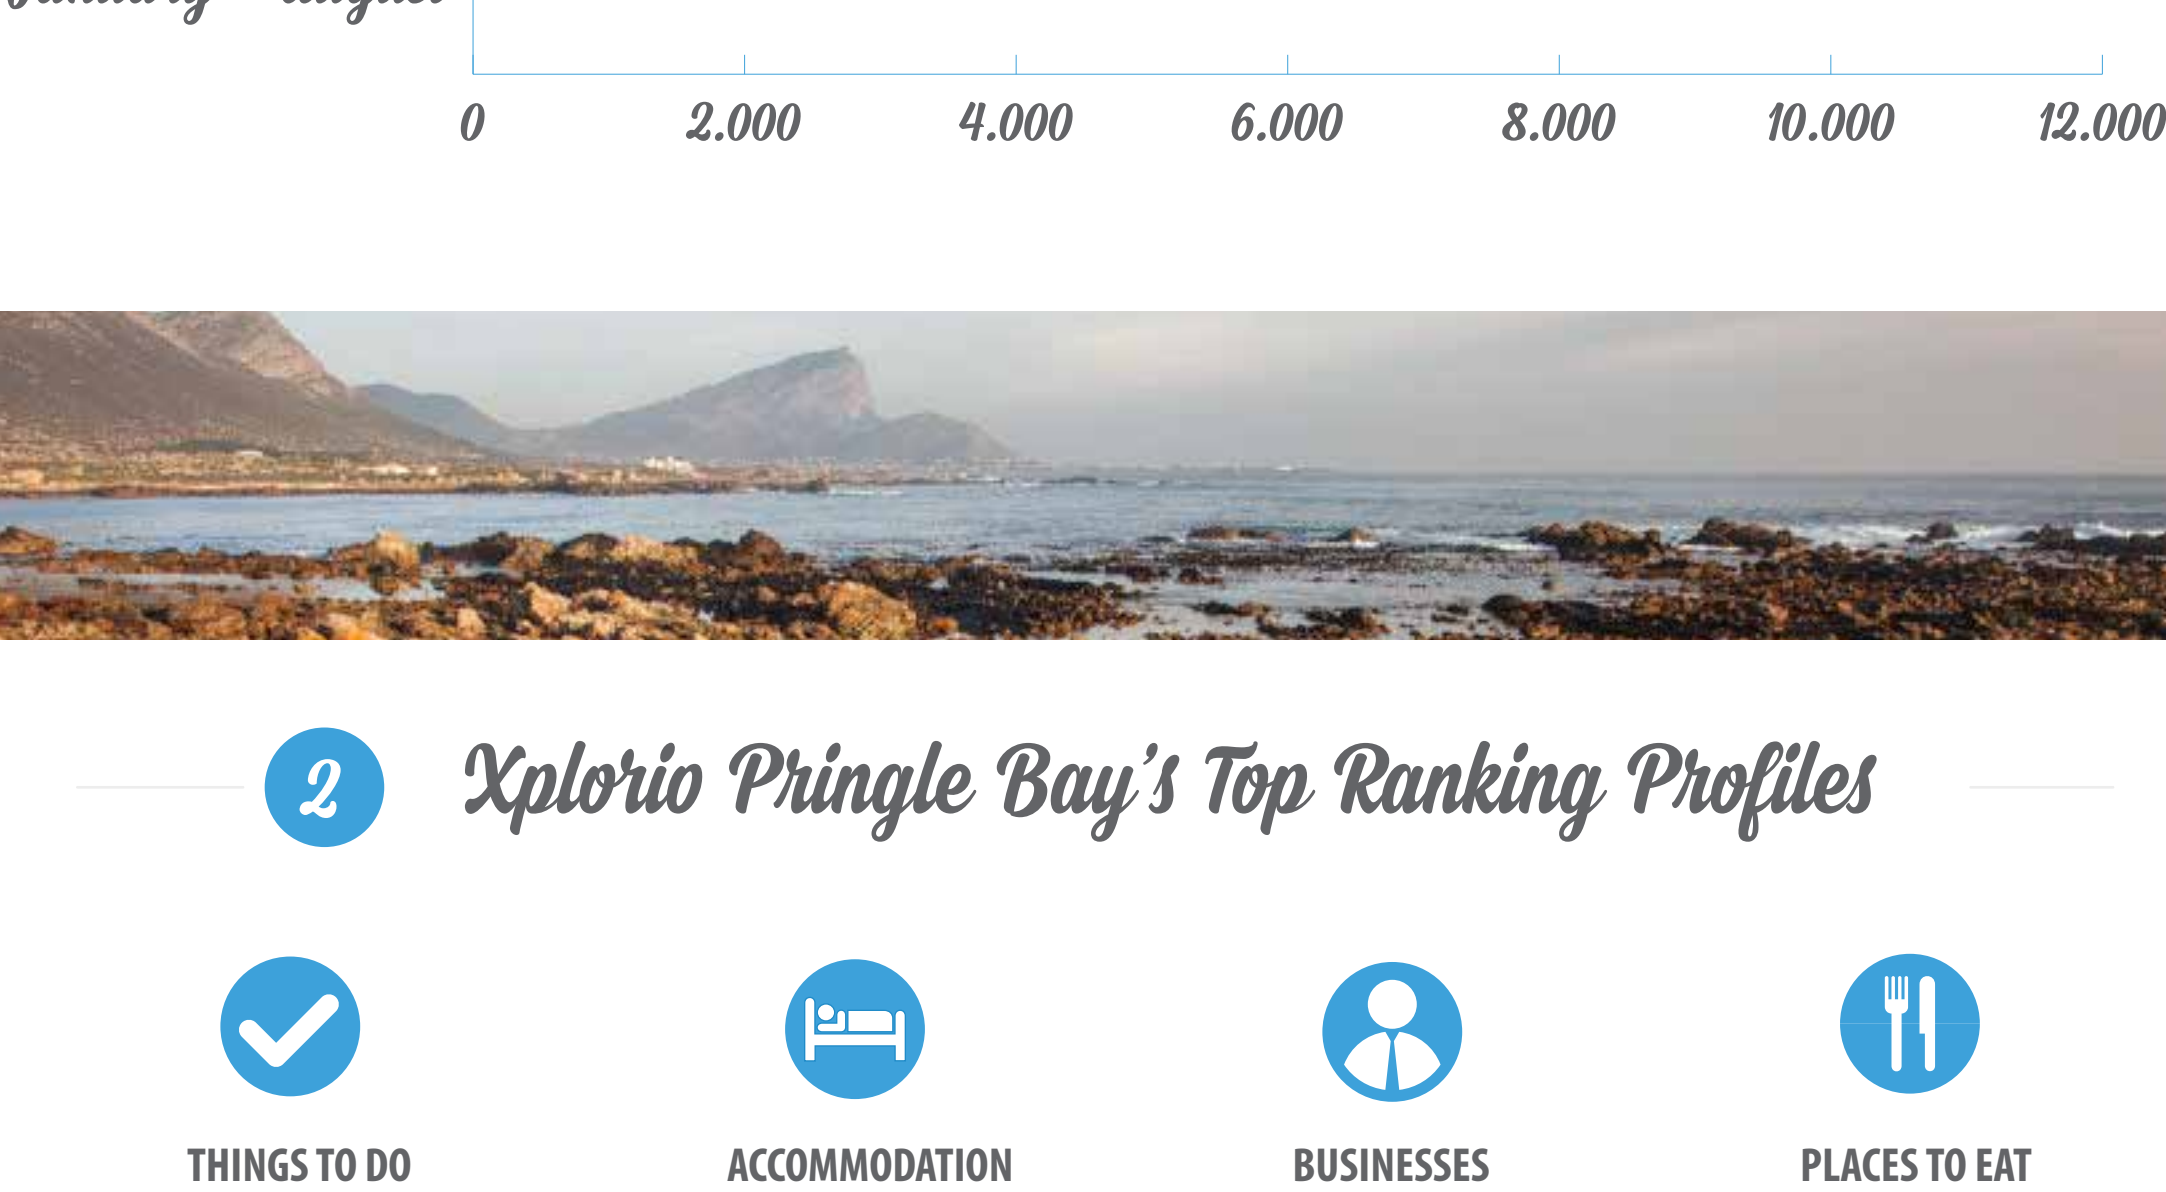 0 2.000 4.000 6.000 8.000 10.000 12.000
2 Xplorio Pringle Bay's Top Ranking Profiles
THINGS TO DO ACCOMMODATION BUSINESSES PLACES TO EAT